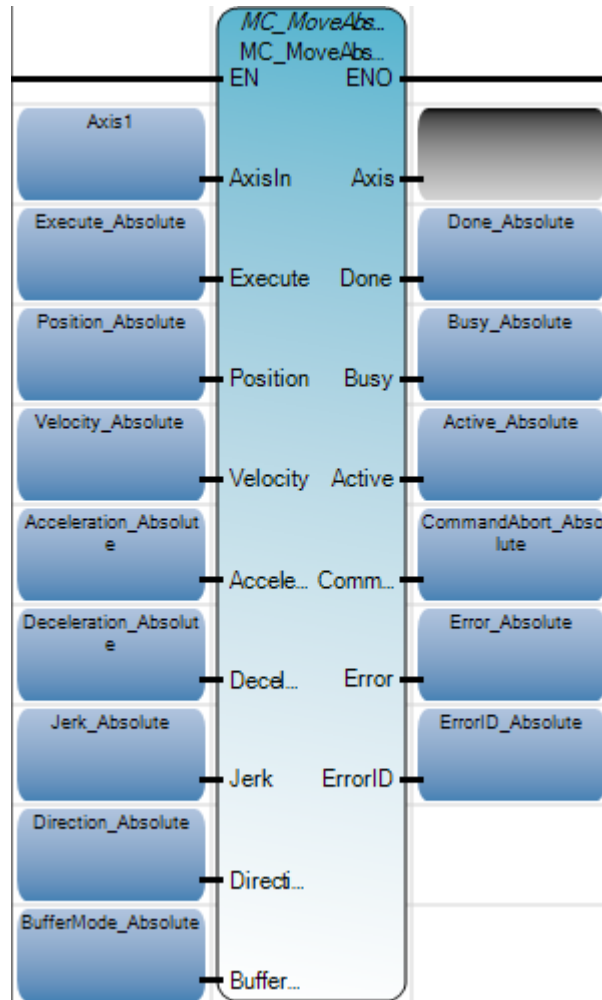 MC_MoveAbs...
MC_MoveAbs...
EN ENO
Axis1
AxisIn Axis
Execute_Absolute Done_Absolute
Execute Done
Position_Absolute Busy_Absolute
Position Busy
Velocity_Absolute Active_Absolute
Velocity Active
Acceleration_Absolut
e
CommandAbort_Abso
lute
Accele... Comm...
Deceleration_Absolut
e
Error_Absolute
Decel... Error
Jerk_Absolute ErrorID_Absolute
Jerk ErrorID
Direction_Absolute
Directi...
BufferMode_Absolute
Buffer...